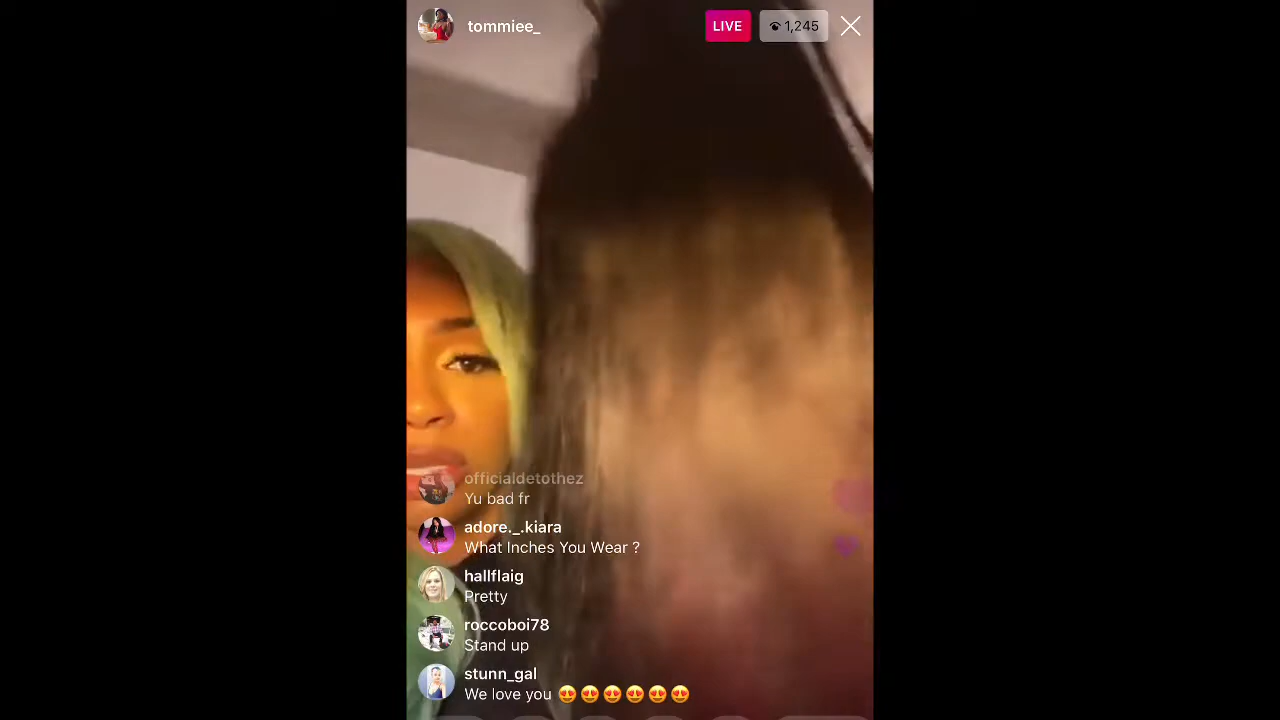 tommiee_
LIVE
1,245
officialdetothez
Yu bad fr
adore._.kiara
What Inches You Wear ?
hallflaig
Pretty
roccoboi78
Stand up
stunn_gal
We love you 😍😍😍😍😍😍